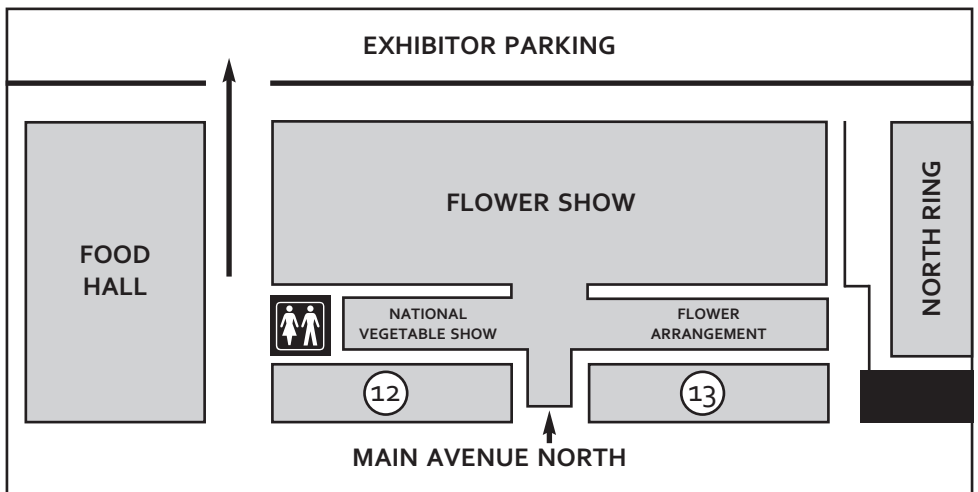 EXHIBITOR PARKING
FLOWER SHOW
FOOD
HALL
NORTH RING
NATIONAL
VEGETABLE SHOW
FLOWER
ARRANGEMENT
12
13
MAIN AVENUE NORTH